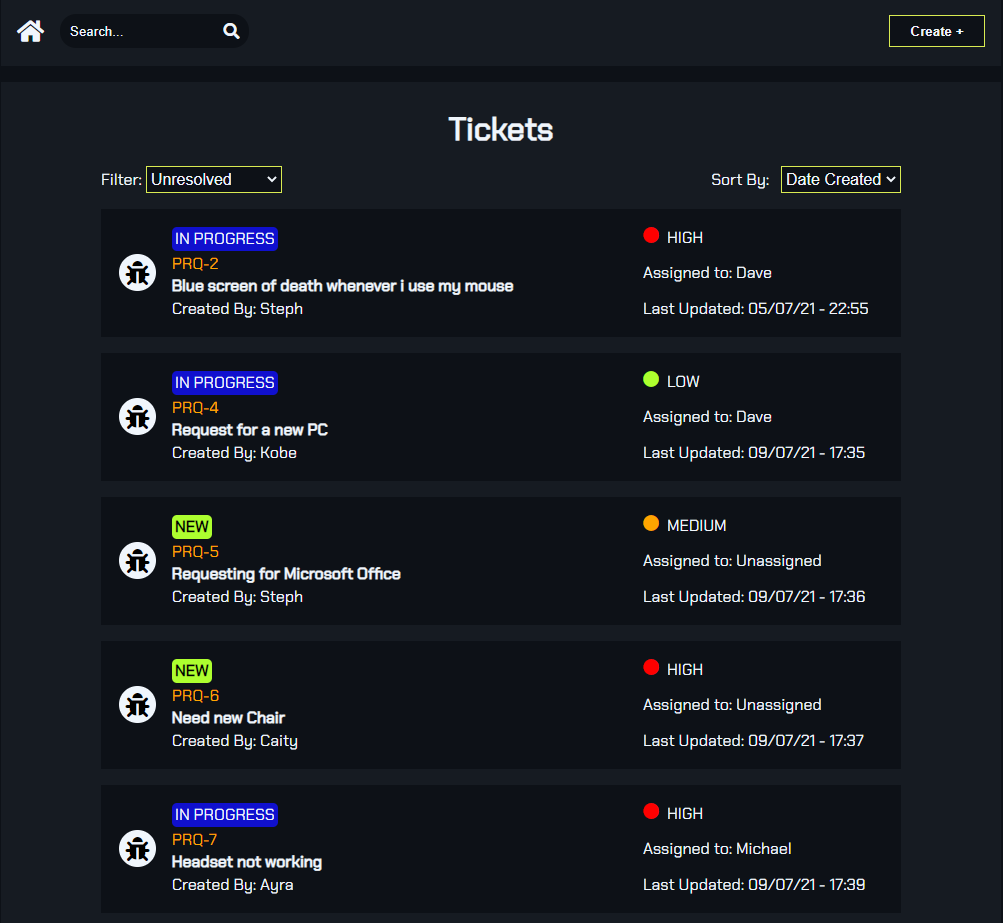 Search...
Create +
Tickets
Filter: Unresolved
Sort By: Date Created
IN PROGRESS
PRQ-2
Blue screen of death whenever i use my mouse
Created By: Steph
HIGH
Assigned to: Dave
Last Updated: 05/07/21 - 22:55
IN PROGRESS
PRQ-4
Request for a new PC
Created By: Kobe
LOW
Assigned to: Dave
Last Updated: 09/07/21 - 17:35
NEW
PRQ-5
Requesting for Microsoft Office
Created By: Steph
MEDIUM
Assigned to: Unassigned
Last Updated: 09/07/21 - 17:36
NEW
PRQ-6
Need new Chair
Created By: Caity
HIGH
Assigned to: Unassigned
Last Updated: 09/07/21 - 17:37
IN PROGRESS
PRQ-7
Headset not working
Created By: Ayra
HIGH
Assigned to: Michael
Last Updated: 09/07/21 - 17:39